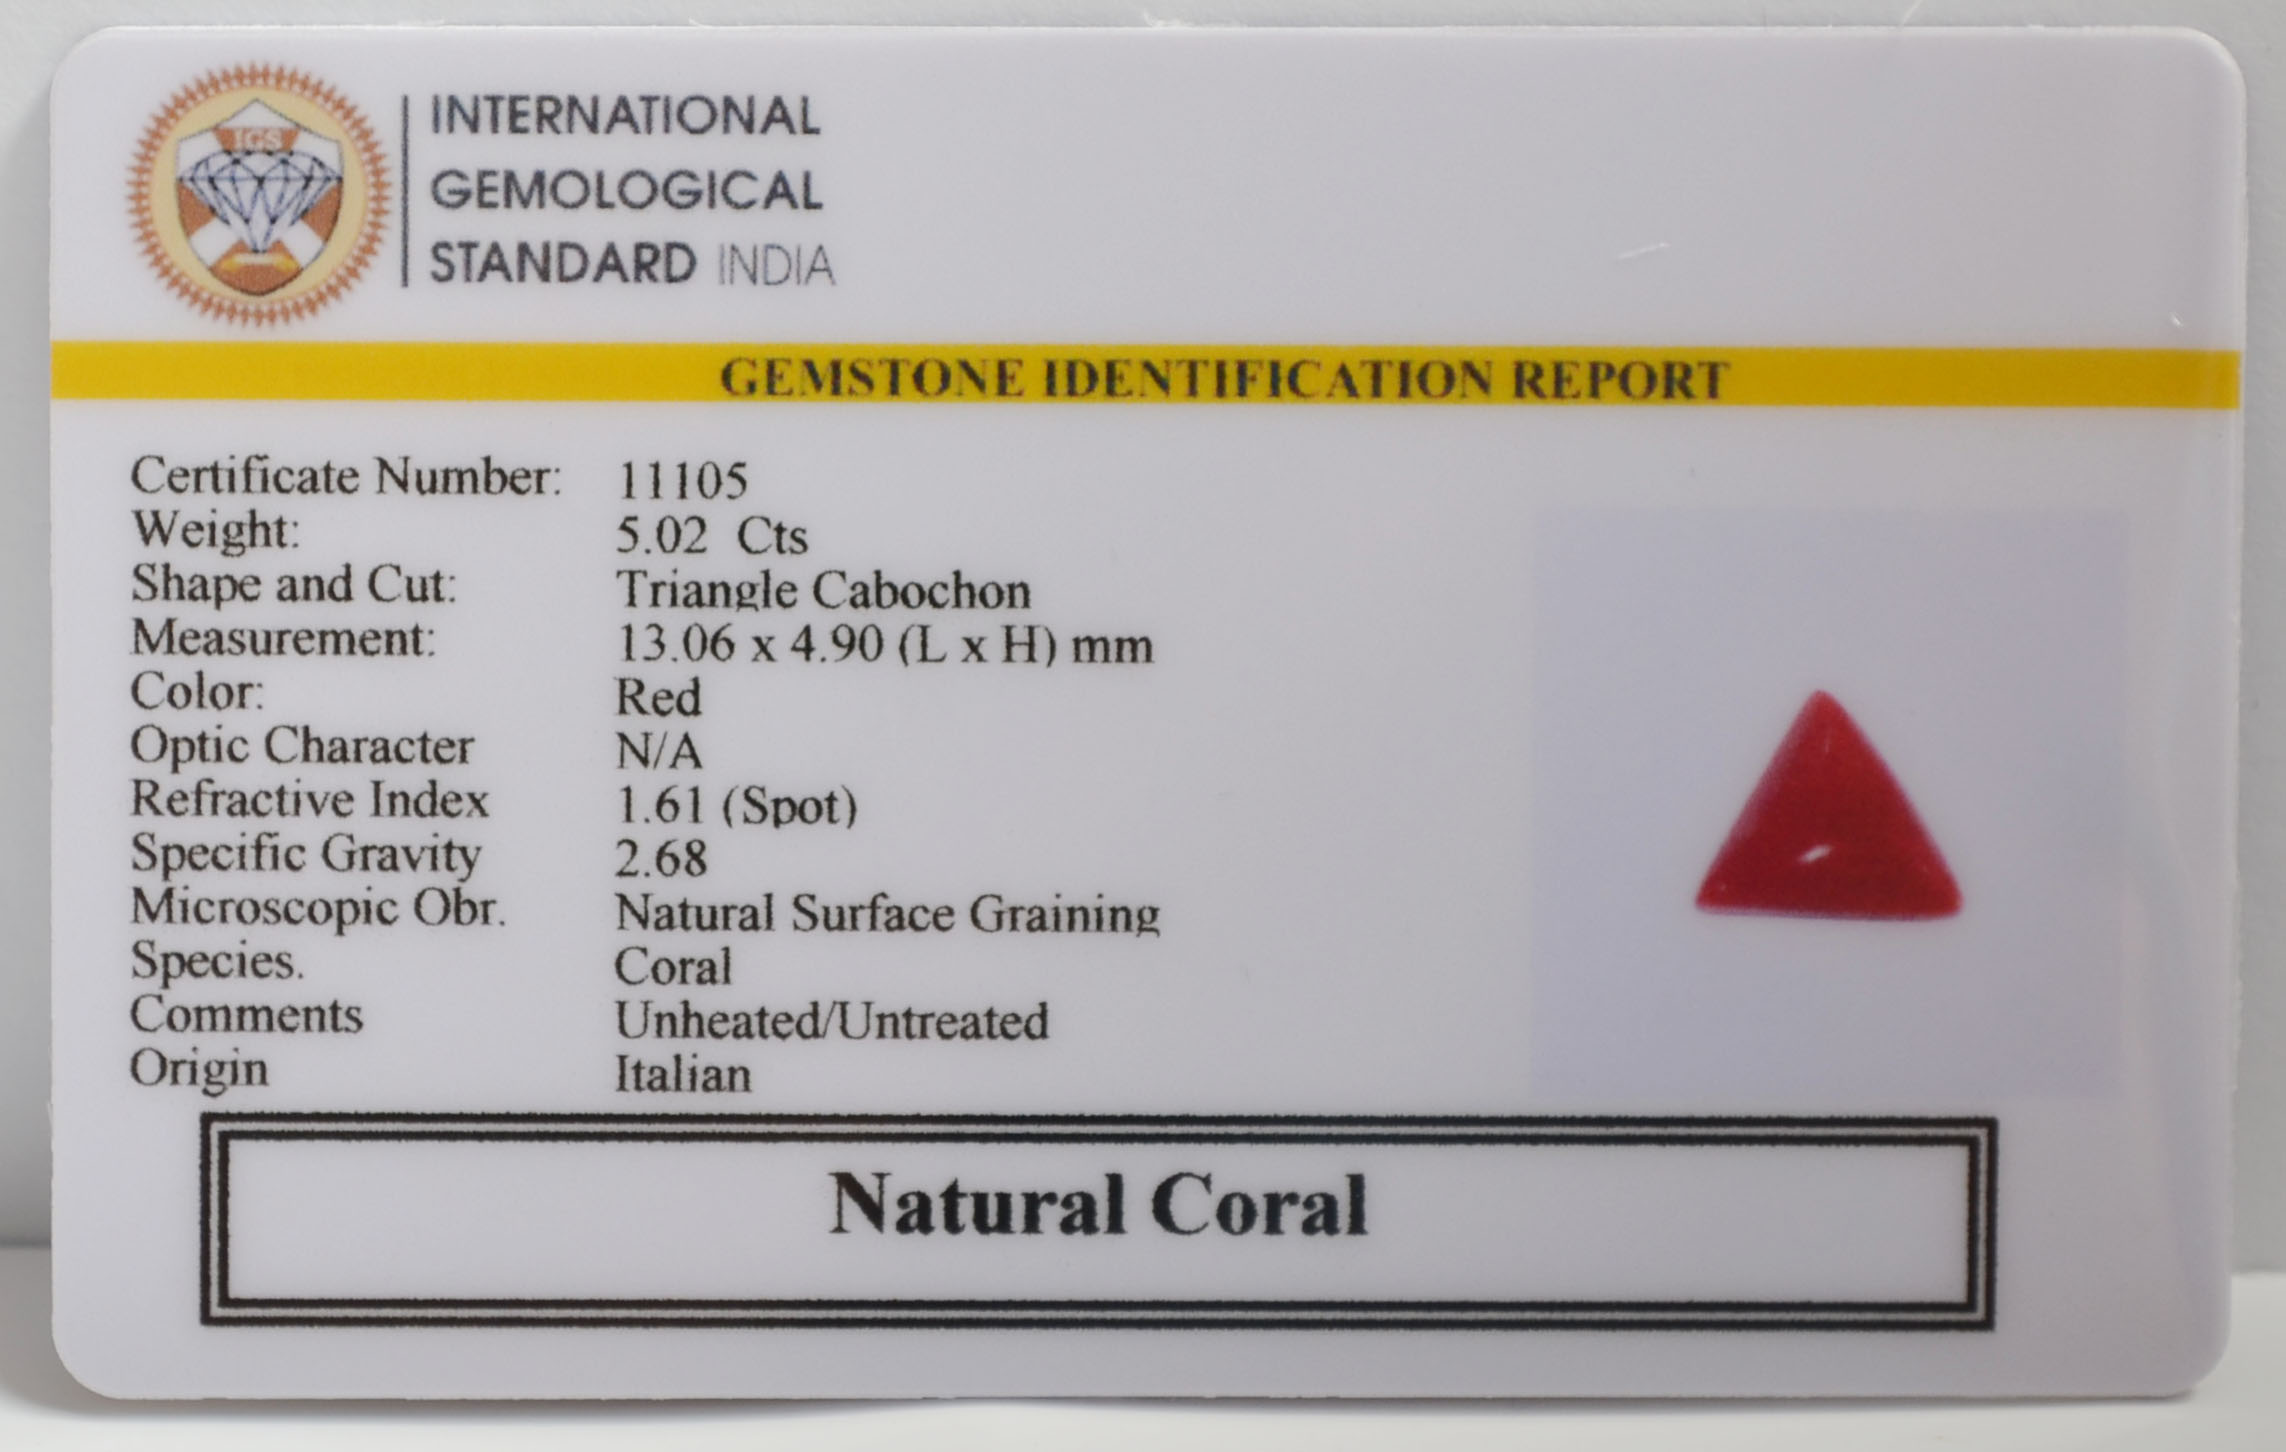 IGS
INTERNATIONAL
GEMOLOGICAL
STANDARD INDIA
GEMSTONE IDENTIFICATION REPORT
Certificate Number: 11105
Weight: 5.02 Cts
Shape and Cut: Triangle Cabochon
Measurement: 13.06 x 4.90 (L x H) mm
Color: Red
Optic Character N/A
Refractive Index 1.61 (Spot)
Specific Gravity 2.68
Microscopic Obr. Natural Surface Graining
Species. Coral
Comments Unheated/Untreated
Origin Italian
Natural Coral